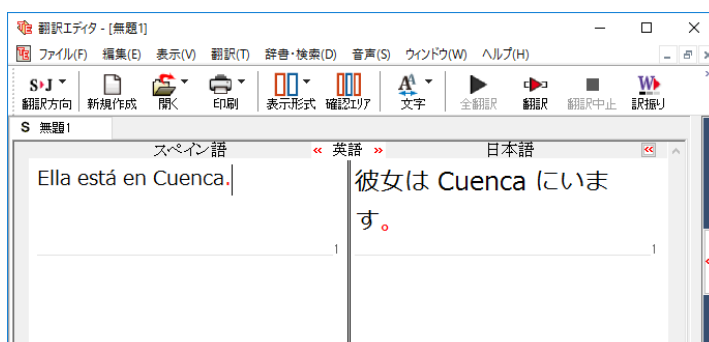 翻訳エディタ - [無題1]
ファイル(F) 編集(E) 表示(V) 翻訳(T) 辞書・検索(D) 音声(S) ウィンドウ(W) ヘルプ(H)
S›J
翻訳方向 新規作成 開く 印刷 表示形式 確認エリア 文字 全翻訳 翻訳 翻訳中止 訳振り
S 無題1
スペイン語 « 英語 » 日本語 «
Ella está en Cuenca.
1
彼女は Cuenca にいま
す。
1